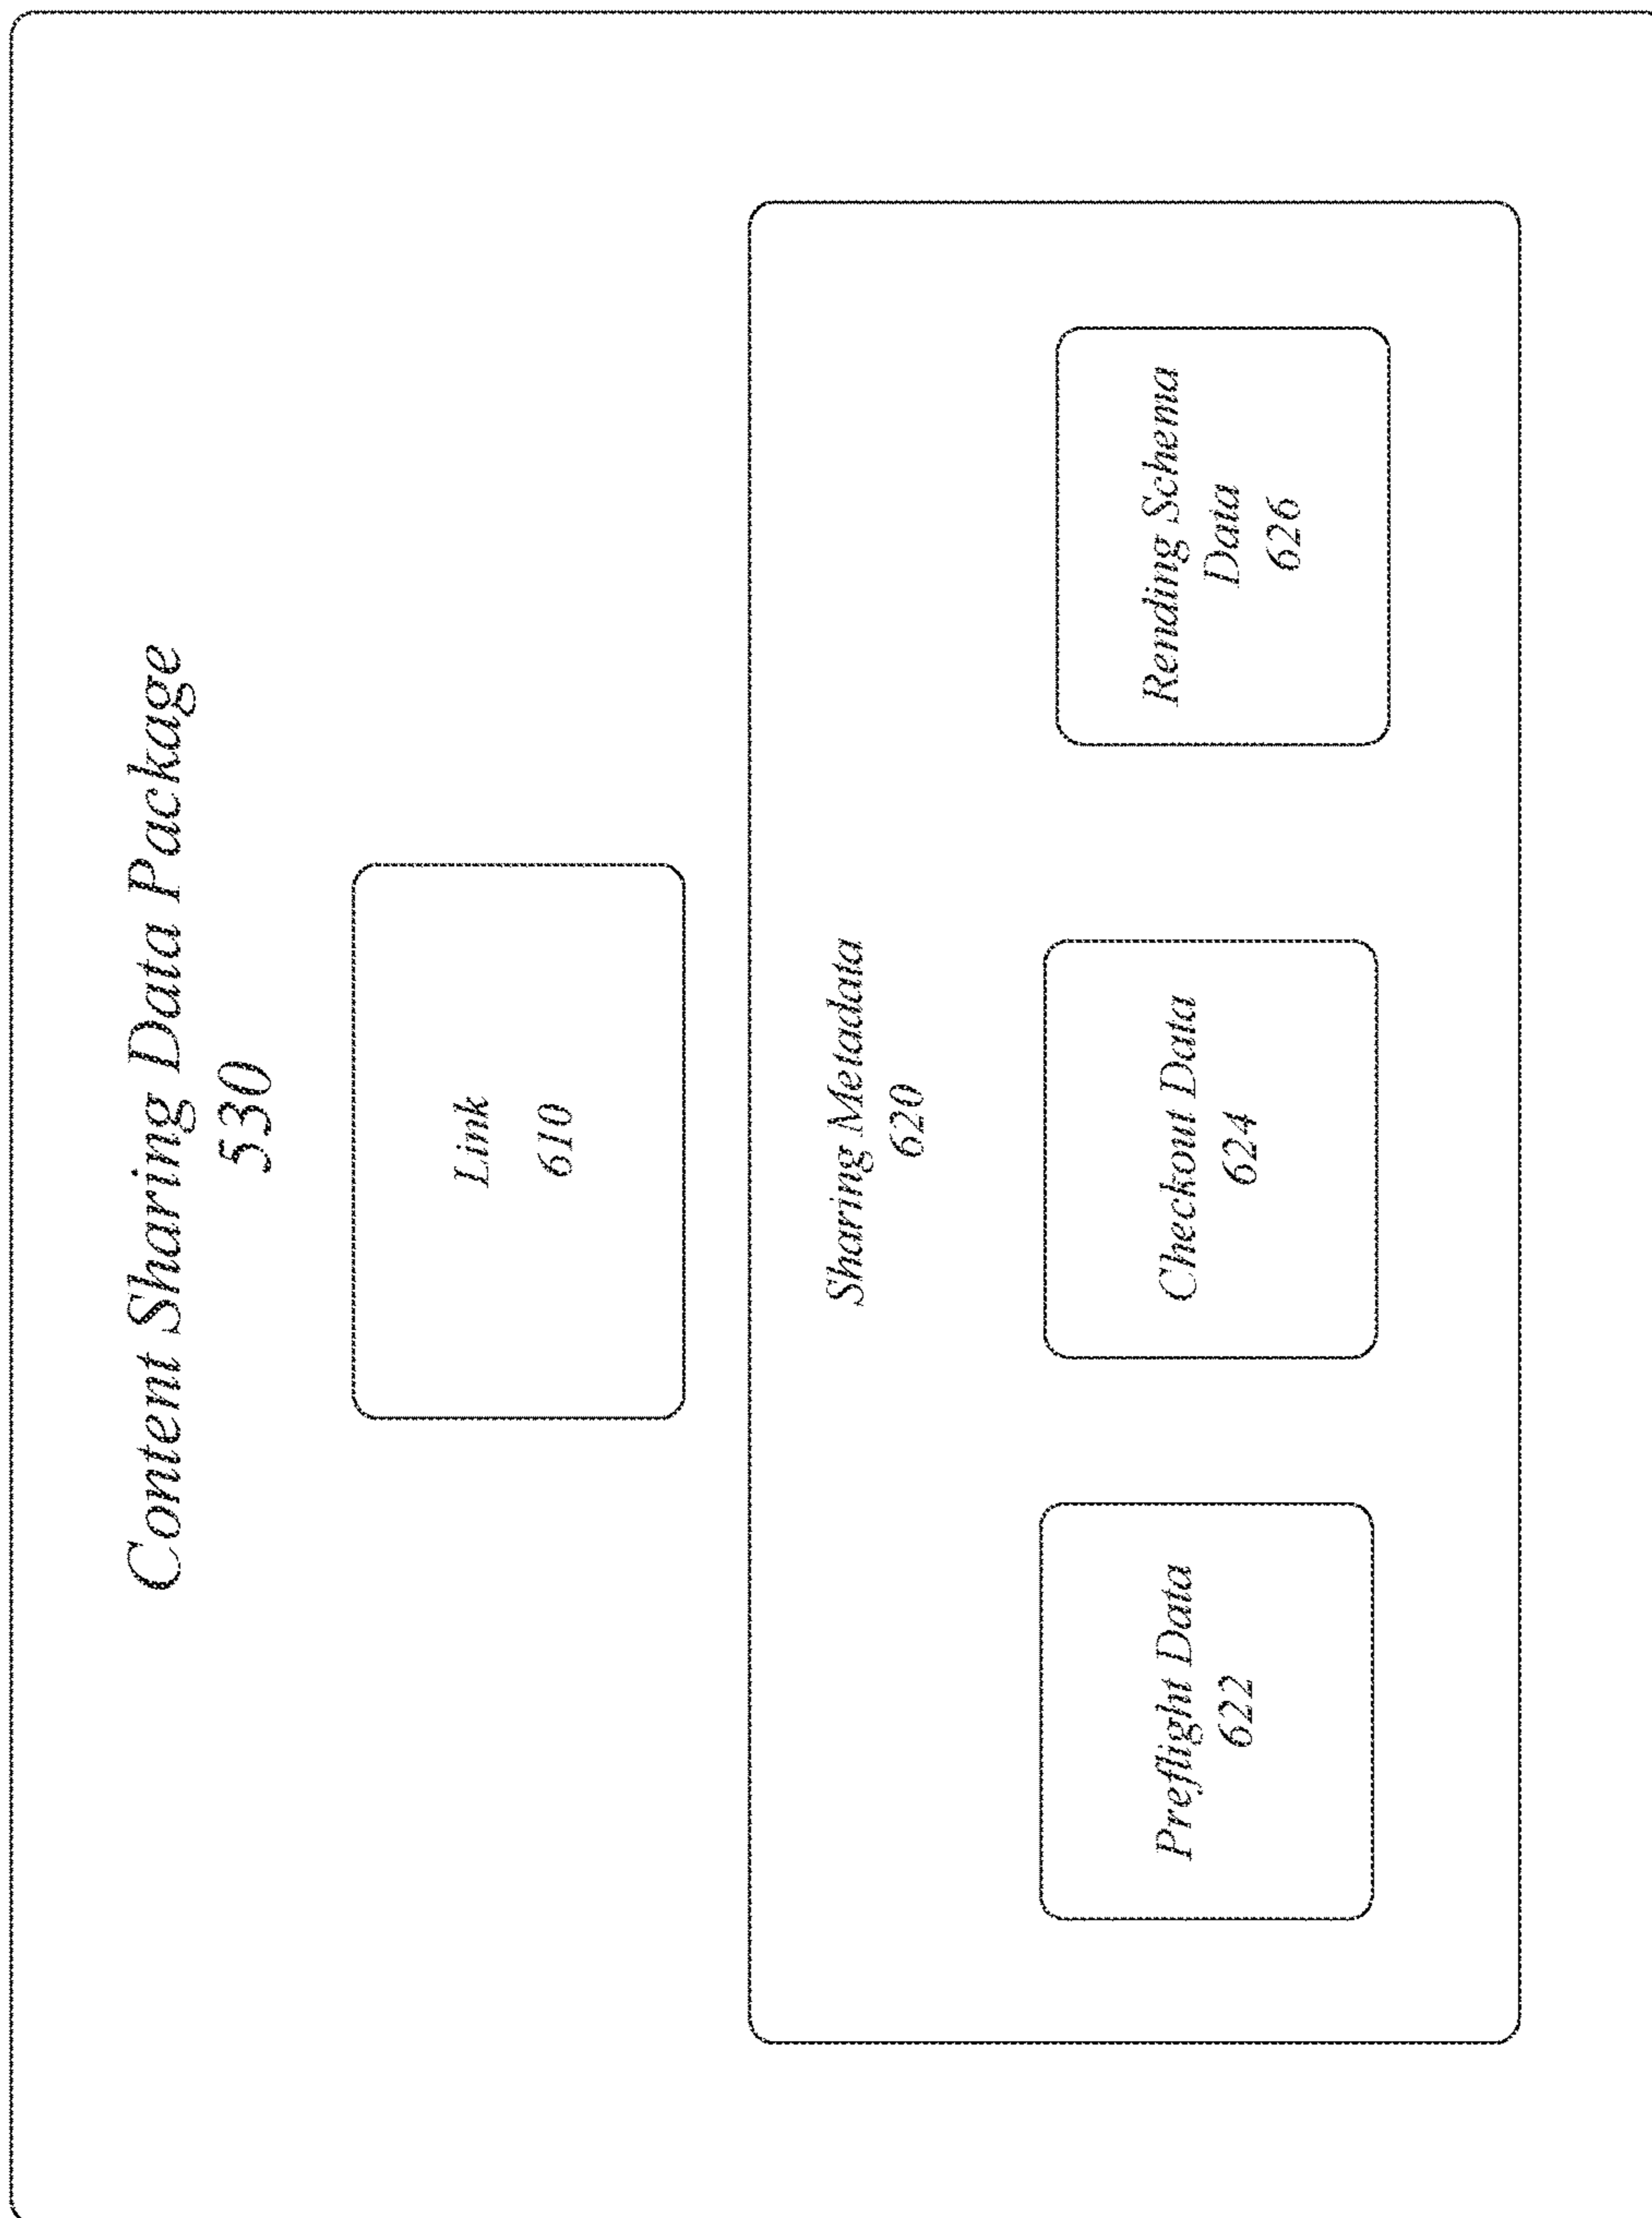 Content Sharing Data Package
530
Link
610
Sharing Metadata
620
Preflight Data
622
Checkout Data
624
Rending Schema
Data
626